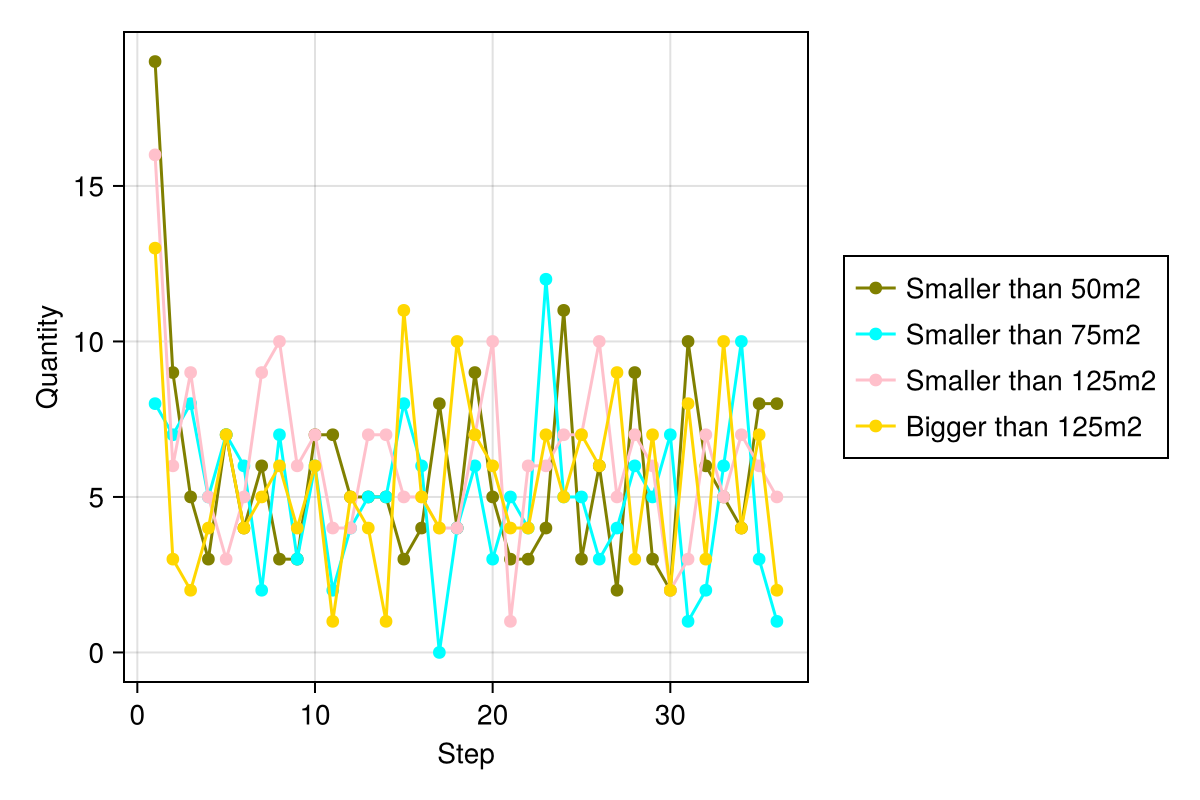 Quantity
15
10
5
0
0
10
20
30
Step
Smaller than 50m2
Smaller than 75m2
Smaller than 125m2
Bigger than 125m2